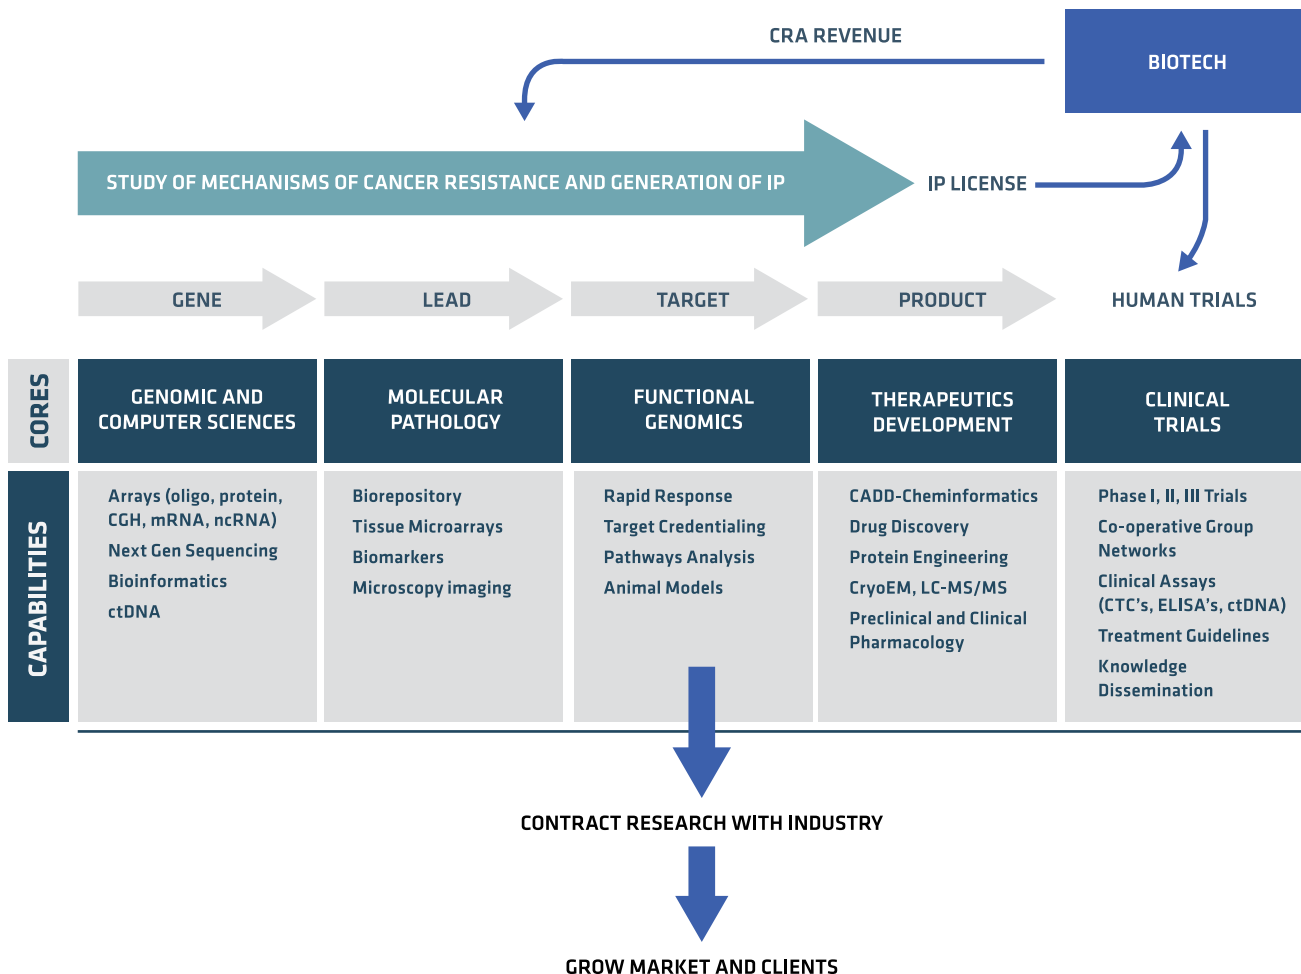 CRA REVENUE
BIOTECH
STUDY OF MECHANISMS OF CANCER RESISTANCE AND GENERATION OF IP
IP LICENSE
GENE
LEAD
TARGET
PRODUCT
HUMAN TRIALS
CORES
GENOMIC AND
COMPUTER SCIENCES
MOLECULAR
PATHOLOGY
FUNCTIONAL
GENOMICS
THERAPEUTICS
DEVELOPMENT
CLINICAL
TRIALS
CAPABILITIES
Arrays (oligo, protein,
CGH, mRNA, ncRNA)
Next Gen Sequencing
Bioinformatics
ctDNA
Biorepository
Tissue Microarrays
Biomarkers
Microscopy imaging
Rapid Response
Target Credentialing
Pathways Analysis
Animal Models
CADD-Cheminformatics
Drug Discovery
Protein Engineering
CryoEM, LC-MS/MS
Preclinical and Clinical
Pharmacology
Phase I, II, III Trials
Co-operative Group
Networks
Clinical Assays
(CTC's, ELISA's, ctDNA)
Treatment Guidelines
Knowledge
Dissemination
CONTRACT RESEARCH WITH INDUSTRY
GROW MARKET AND CLIENTS